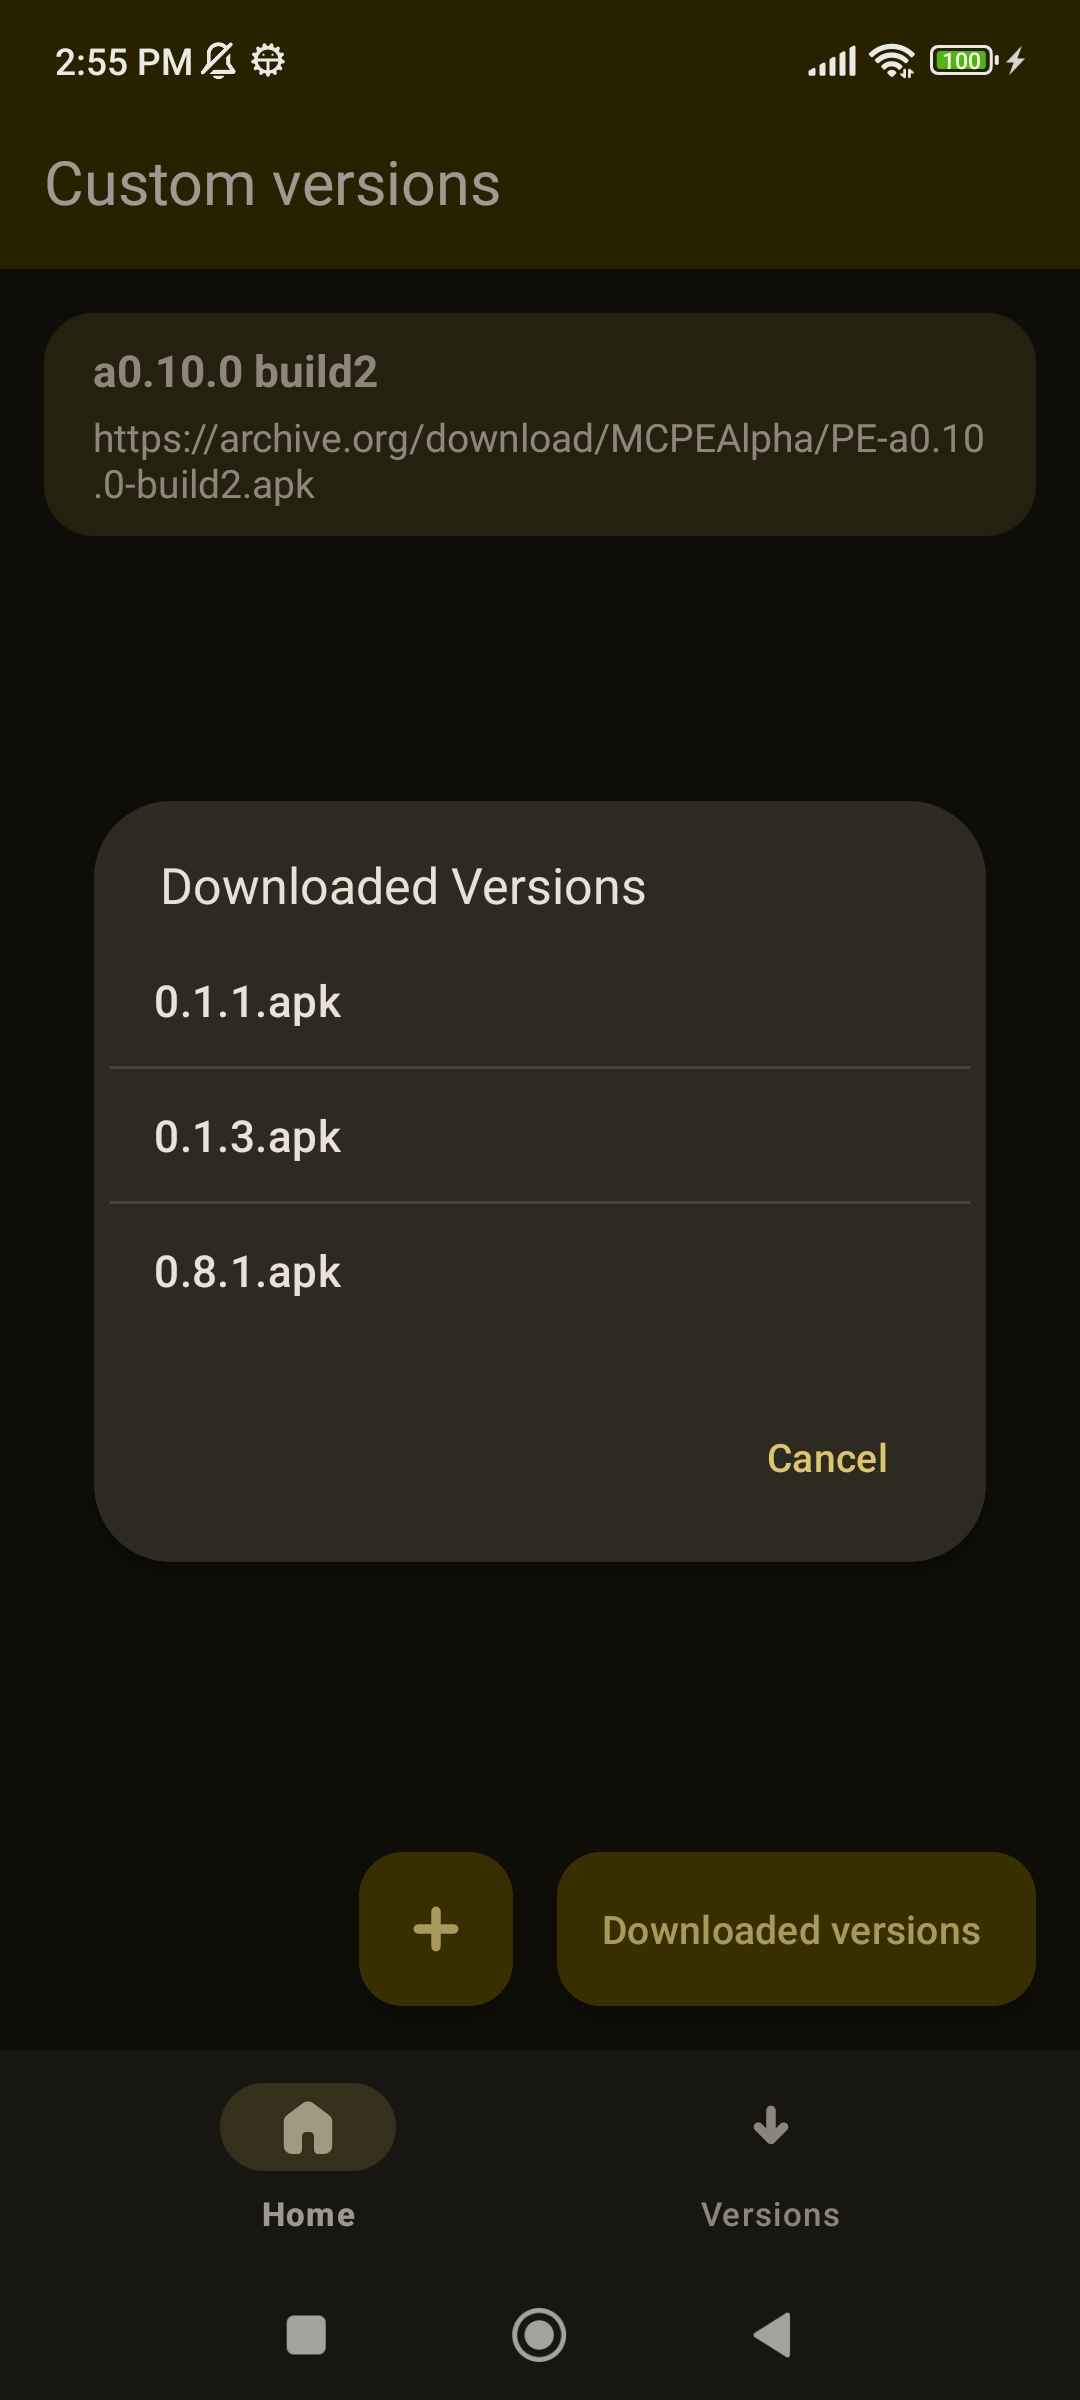 2:55 PM
100
Custom versions
a0.10.0 build2
https://archive.org/download/MCPEAlpha/PE-a0.10
.0-build2.apk
Downloaded Versions
0.1.1.apk
0.1.3.apk
0.8.1.apk
Cancel
Downloaded versions
Home
Versions